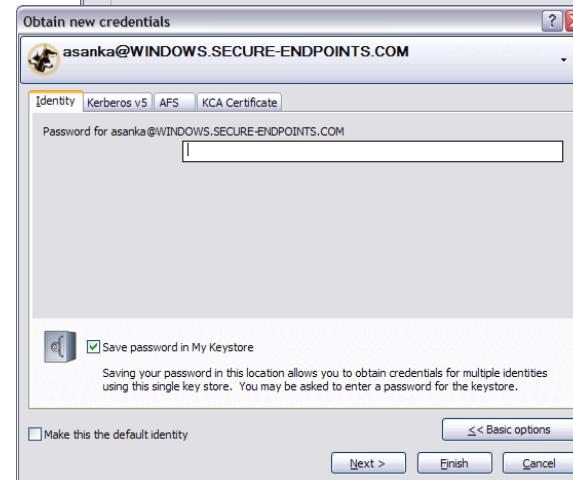 Obtain new credentials
asanka@WINDOWS.SECURE-ENDPOINTS.COM
Identity Kerberos v5 AFS KCA Certificate
Password for asanka@WINDOWS.SECURE-ENDPOINTS.COM
Save password in My Keystore
Saving your password in this location allows you to obtain credentials for multiple identities
using this single key store. You may be asked to enter a password for the keystore.
Make this the default identity
<< Basic options
Next > Finish Cancel